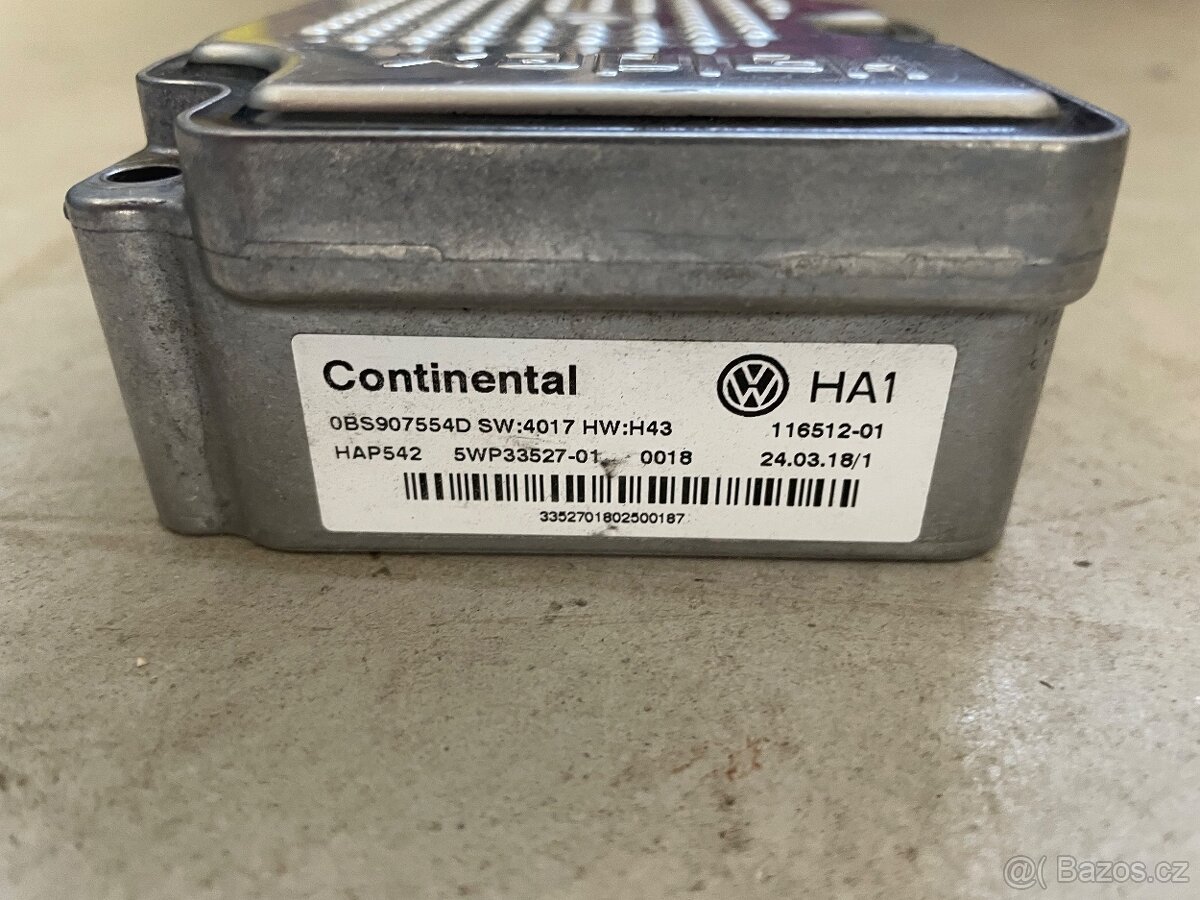 Continental
HA1
0BS907554D SW:4017 HW:H43
116512-01
HAP542 5WP33527-01 0018
24.03.18/1
3352701802500187
@( Bazos.cz